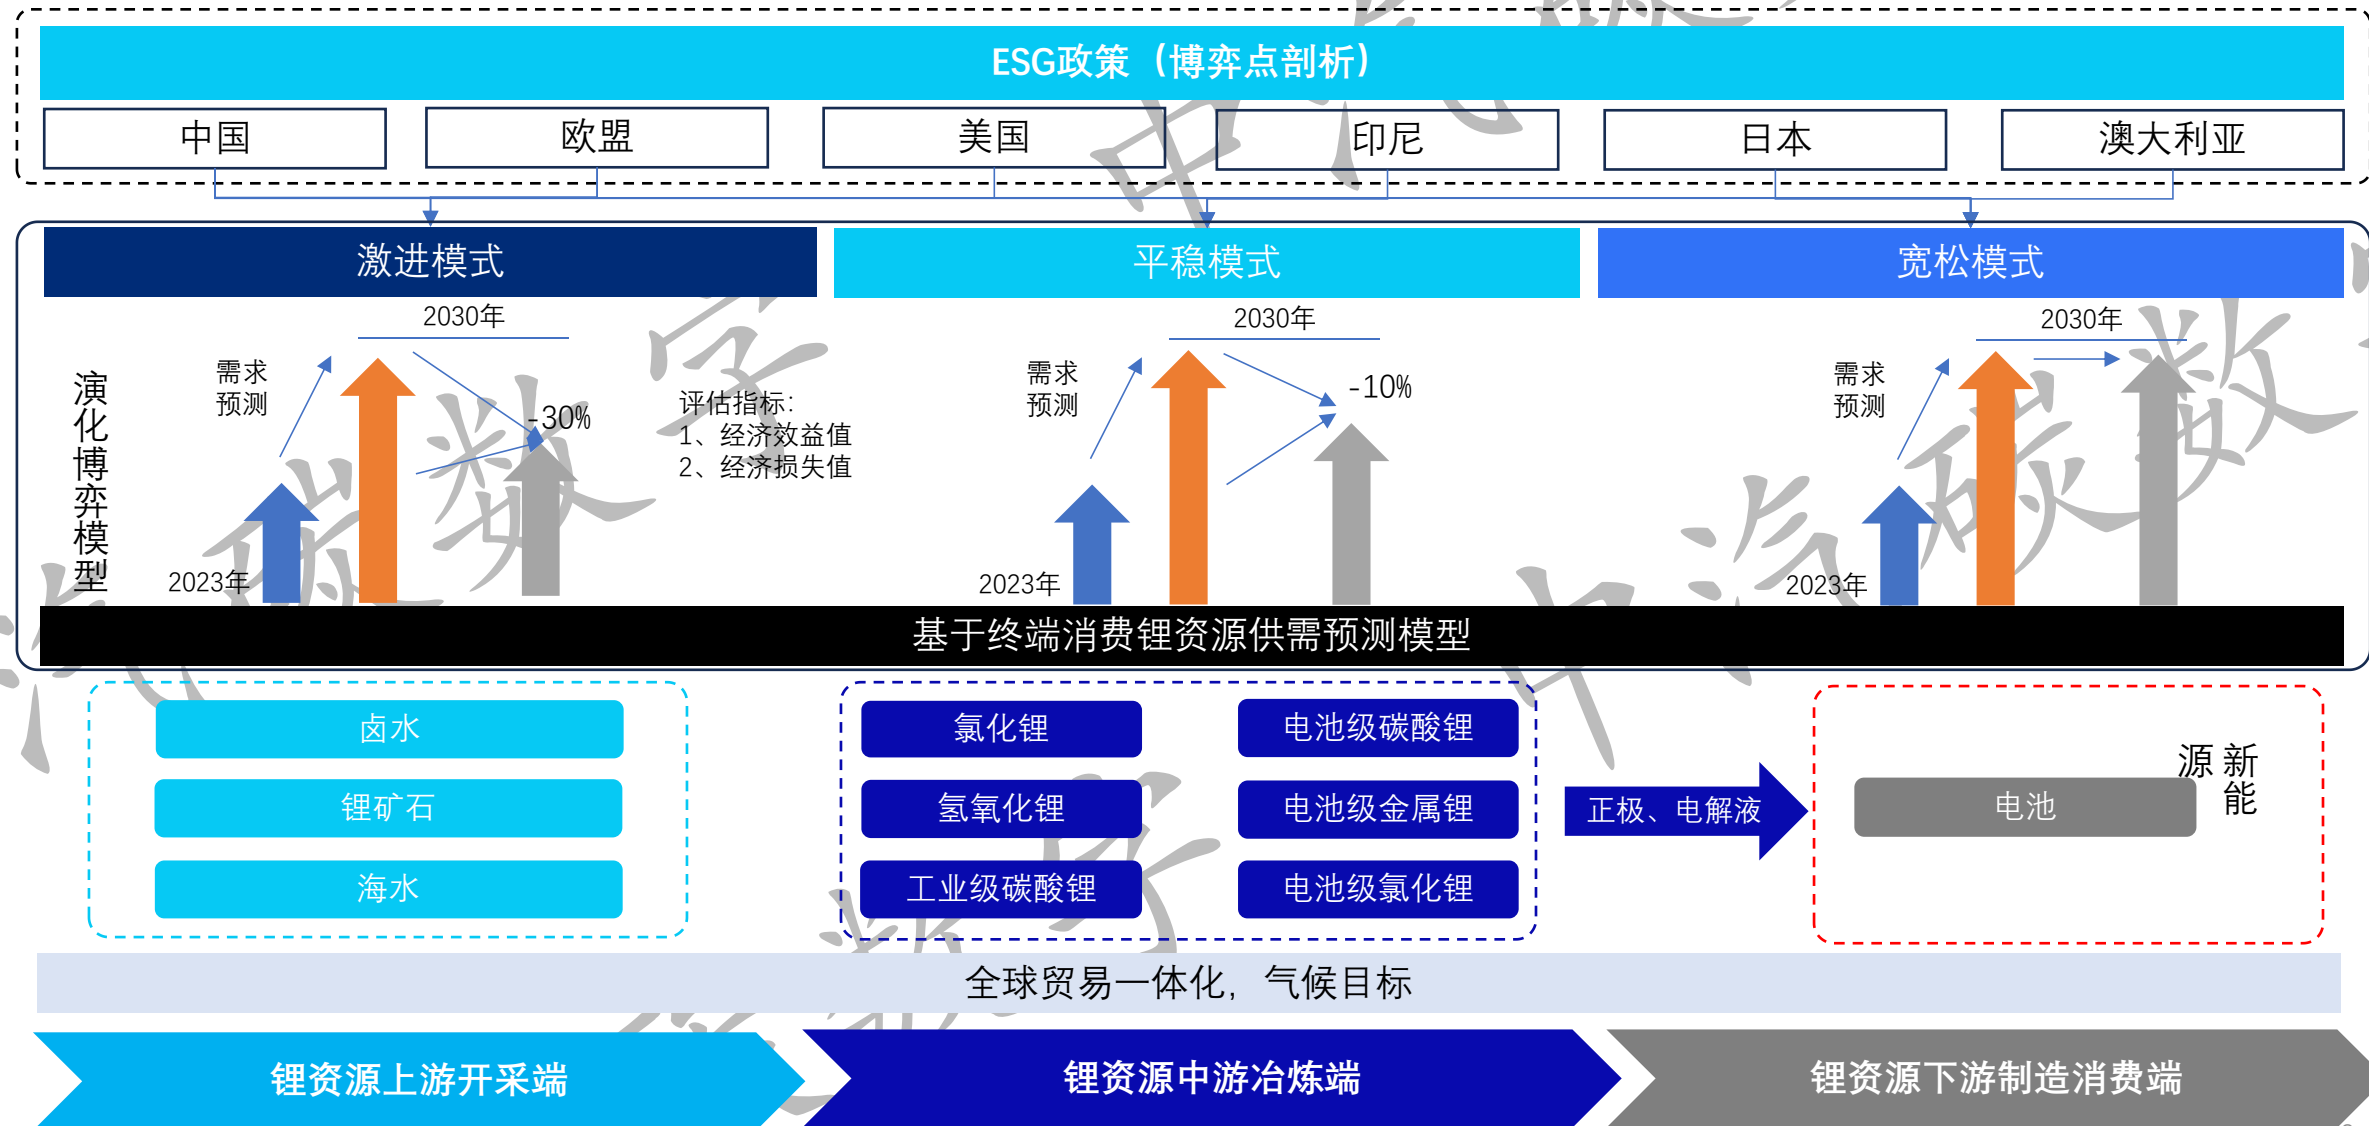 ESG政策（博弈点剖析）
中国
欧盟
美国
印尼
日本
澳大利亚
激进模式
平稳模式
宽松模式
演化博弈模型
2030年
需求
预测
-30%
2023年
评估指标：
1、经济效益值
2、经济损失值
2030年
需求
预测
-10%
2023年
2030年
需求
预测
2023年
基于终端消费锂资源供需预测模型
卤水
锂矿石
海水
氯化锂
氢氧化锂
工业级碳酸锂
电池级碳酸锂
电池级金属锂
电池级氯化锂
正极、电解液
电池
新能源
全球贸易一体化，气候目标
锂资源上游开采端
锂资源中游冶炼端
锂资源下游制造消费端
中汽碳数字
中汽碳数字